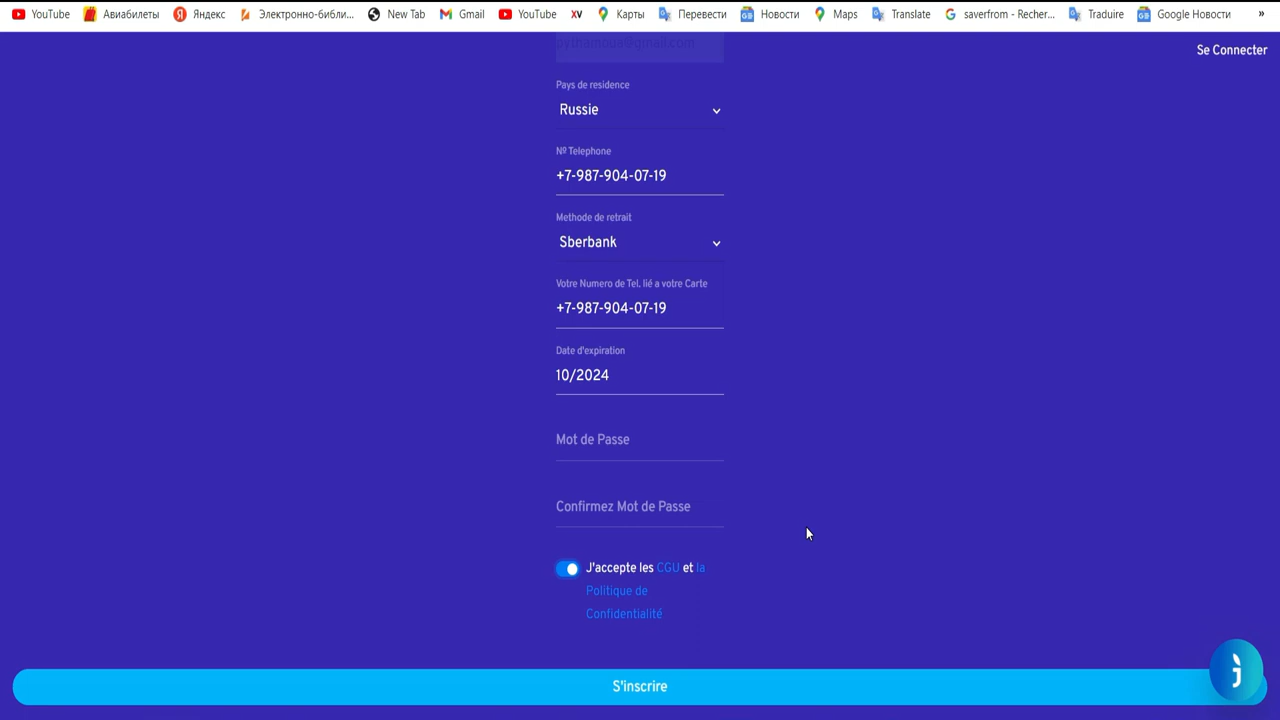 YouTube Авиабилеты Яндекс Электронно-библи... New Tab Gmail YouTube XV Карты Перевести Новости Maps Translate saverfrom - Recher... Traduire Google Новости »
Se Connecter
Pays de residence
Russie
Nº Telephone
+7-987-904-07-19
Methode de retrait
Sberbank
Votre Numero de Tel, lié a votre Carte
+7-987-904-07-19
Date d'expiration
10/2024
Mot de Passe
Confirmez Mot de Passe
J'accepte les CGU et la
Politique de
Confidentialité
S'inscrire